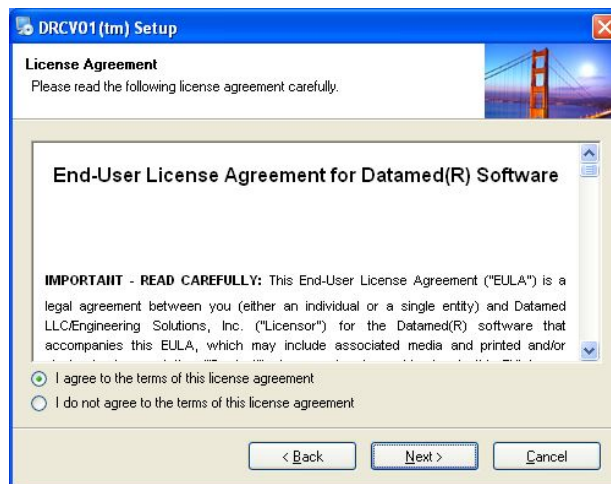 DRCV01(tm) Setup
License Agreement
Please read the following license agreement carefully.
End-User License Agreement for Datamed(R) Software
IMPORTANT - READ CAREFULLY: This End-User License Agreement ("EULA") is a
legal agreement between you (either an individual or a single entity) and Datamed
LLC/Engineering Solutions, Inc. ("Licensor") for the Datamed(R) software that
accompanies this EULA, which may include associated media and printed and/or
I agree to the terms of this license agreement
I do not agree to the terms of this license agreement
< Back
Next >
Cancel